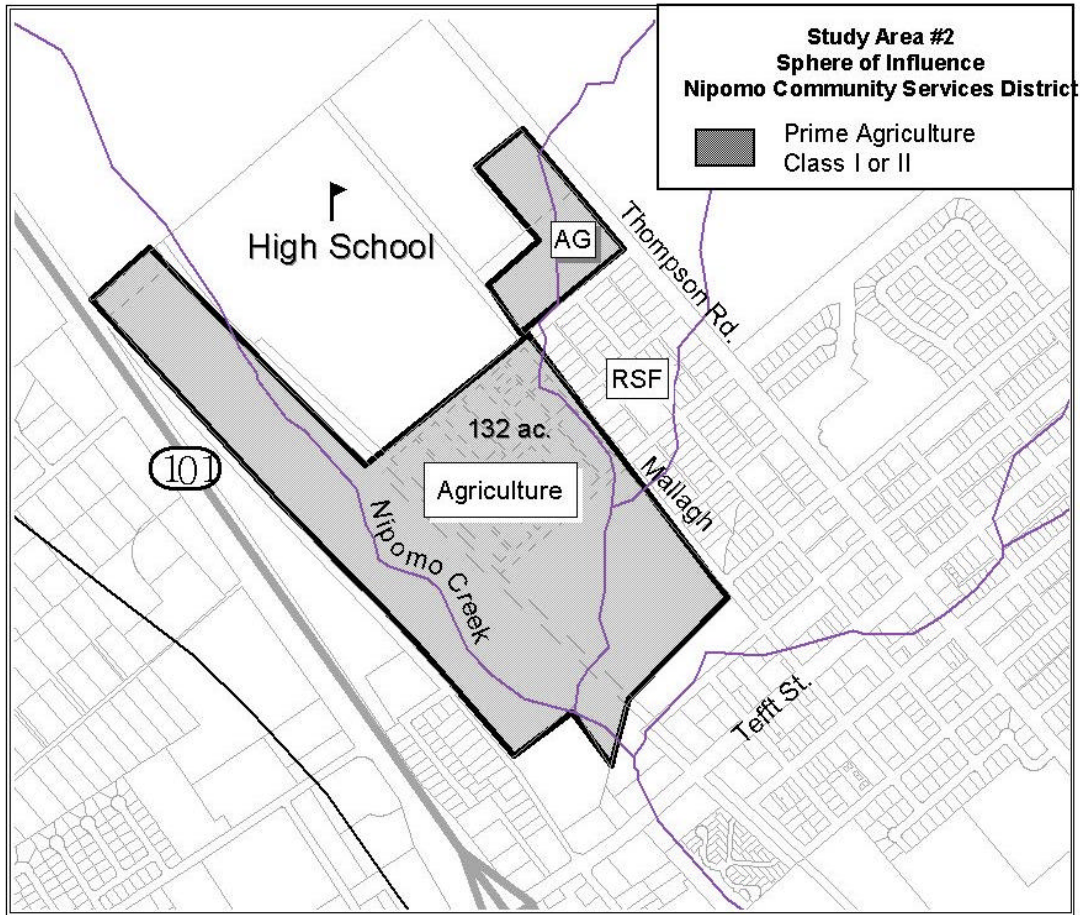 Study Area #2
Sphere of Influence
Nipomo Community Services District
Prime Agriculture
Class I or II
High School
AG
Thompson Rd.
RSF
132 ac.
101
Agriculture
Mallagh
Nipomo Creek
Tefft St.